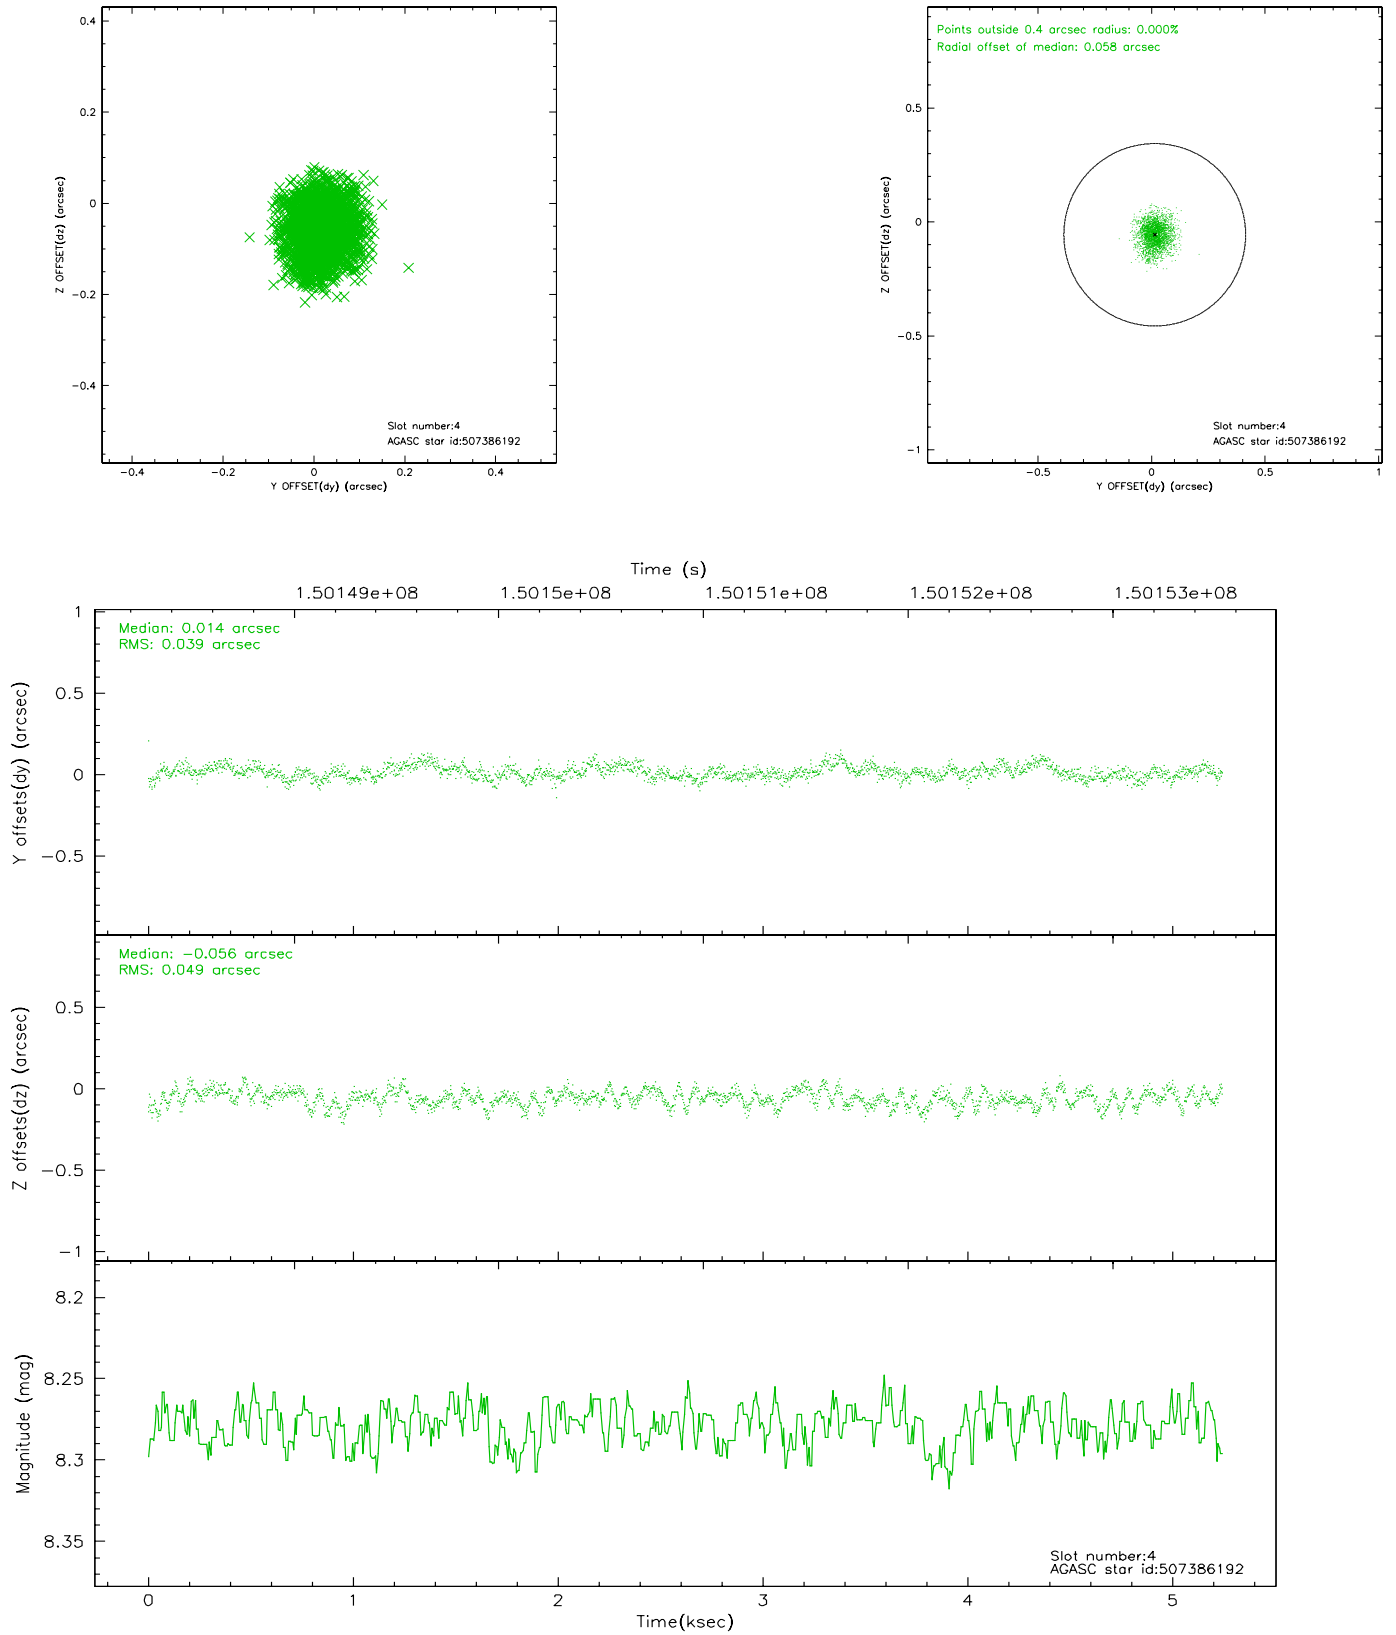 0.4
0.2
0
−0.2
−0.4
Z OFFSET(dz) (arcsec)
Slot number:4
AGASC star id:507386192
−0.4
−0.2
0
0.2
0.4
Y OFFSET(dy) (arcsec)
Points outside 0.4 arcsec radius: 0.000%
Radial offset of median: 0.058 arcsec
0.5
0
−0.5
−1
Z OFFSET(dz) (arcsec)
Slot number:4
AGASC star id:507386192
−0.5
0
0.5
1
Y OFFSET(dy) (arcsec)
Time (s)
1.50149e+08
1.5015e+08
1.50151e+08
1.50152e+08
1.50153e+08
Median: 0.014 arcsec
RMS: 0.039 arcsec
1
0.5
0
−0.5
Y offsets(dy) (arcsec)
Median: −0.056 arcsec
RMS: 0.049 arcsec
0.5
0
−0.5
−1
Z offsets(dz) (arcsec)
8.2
8.25
8.3
8.35
Magnitude (mag)
Slot number:4
AGASC star id:507386192
0
1
2
3
4
5
Time(ksec)